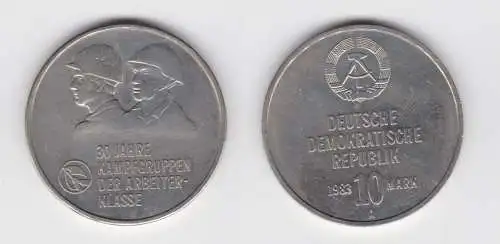 30 JAHRE
KAMPFGRUPPEN
DER ARBEITER-
KLASSE
DEUTSCHE
DEMOKRATISCHE
REPUBLIK
1983 10 MARK
A